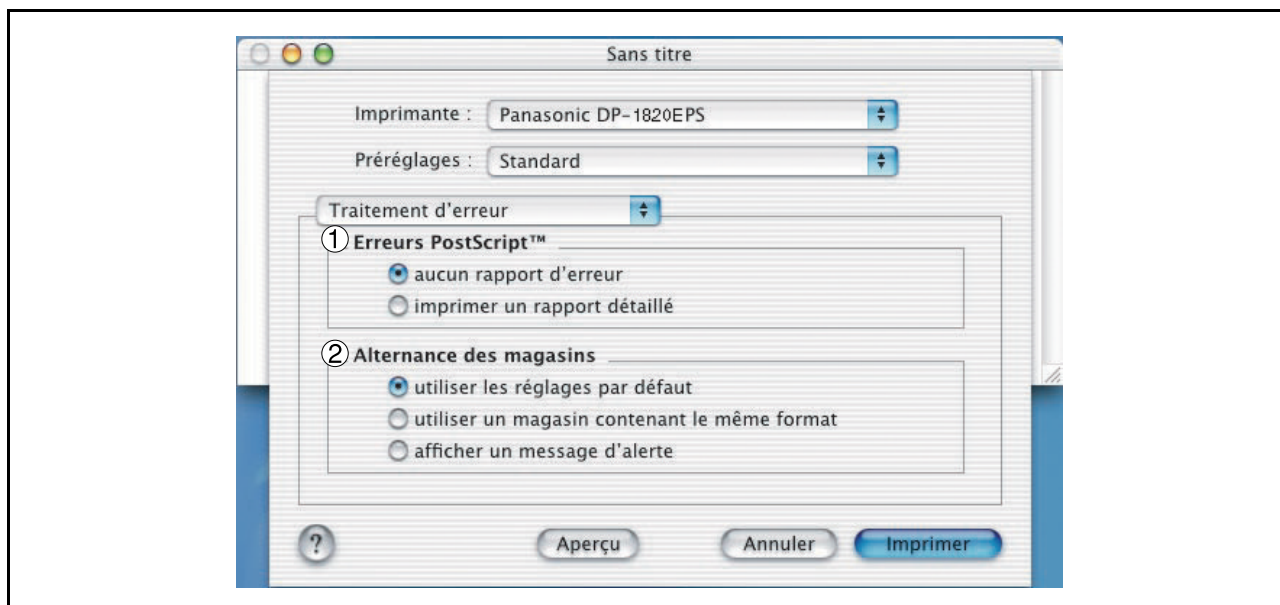 Sans titre
Imprimante : Panasonic DP-1820EPS
Préréglages : Standard
Traitement d'erreur
① Erreurs PostScript™
aucun rapport d'erreur
imprimer un rapport détaillé
② Alternance des magasins
utiliser les réglages par défaut
utiliser un magasin contenant le même format
afficher un message d'alerte
? Aperçu Annuler Imprimer